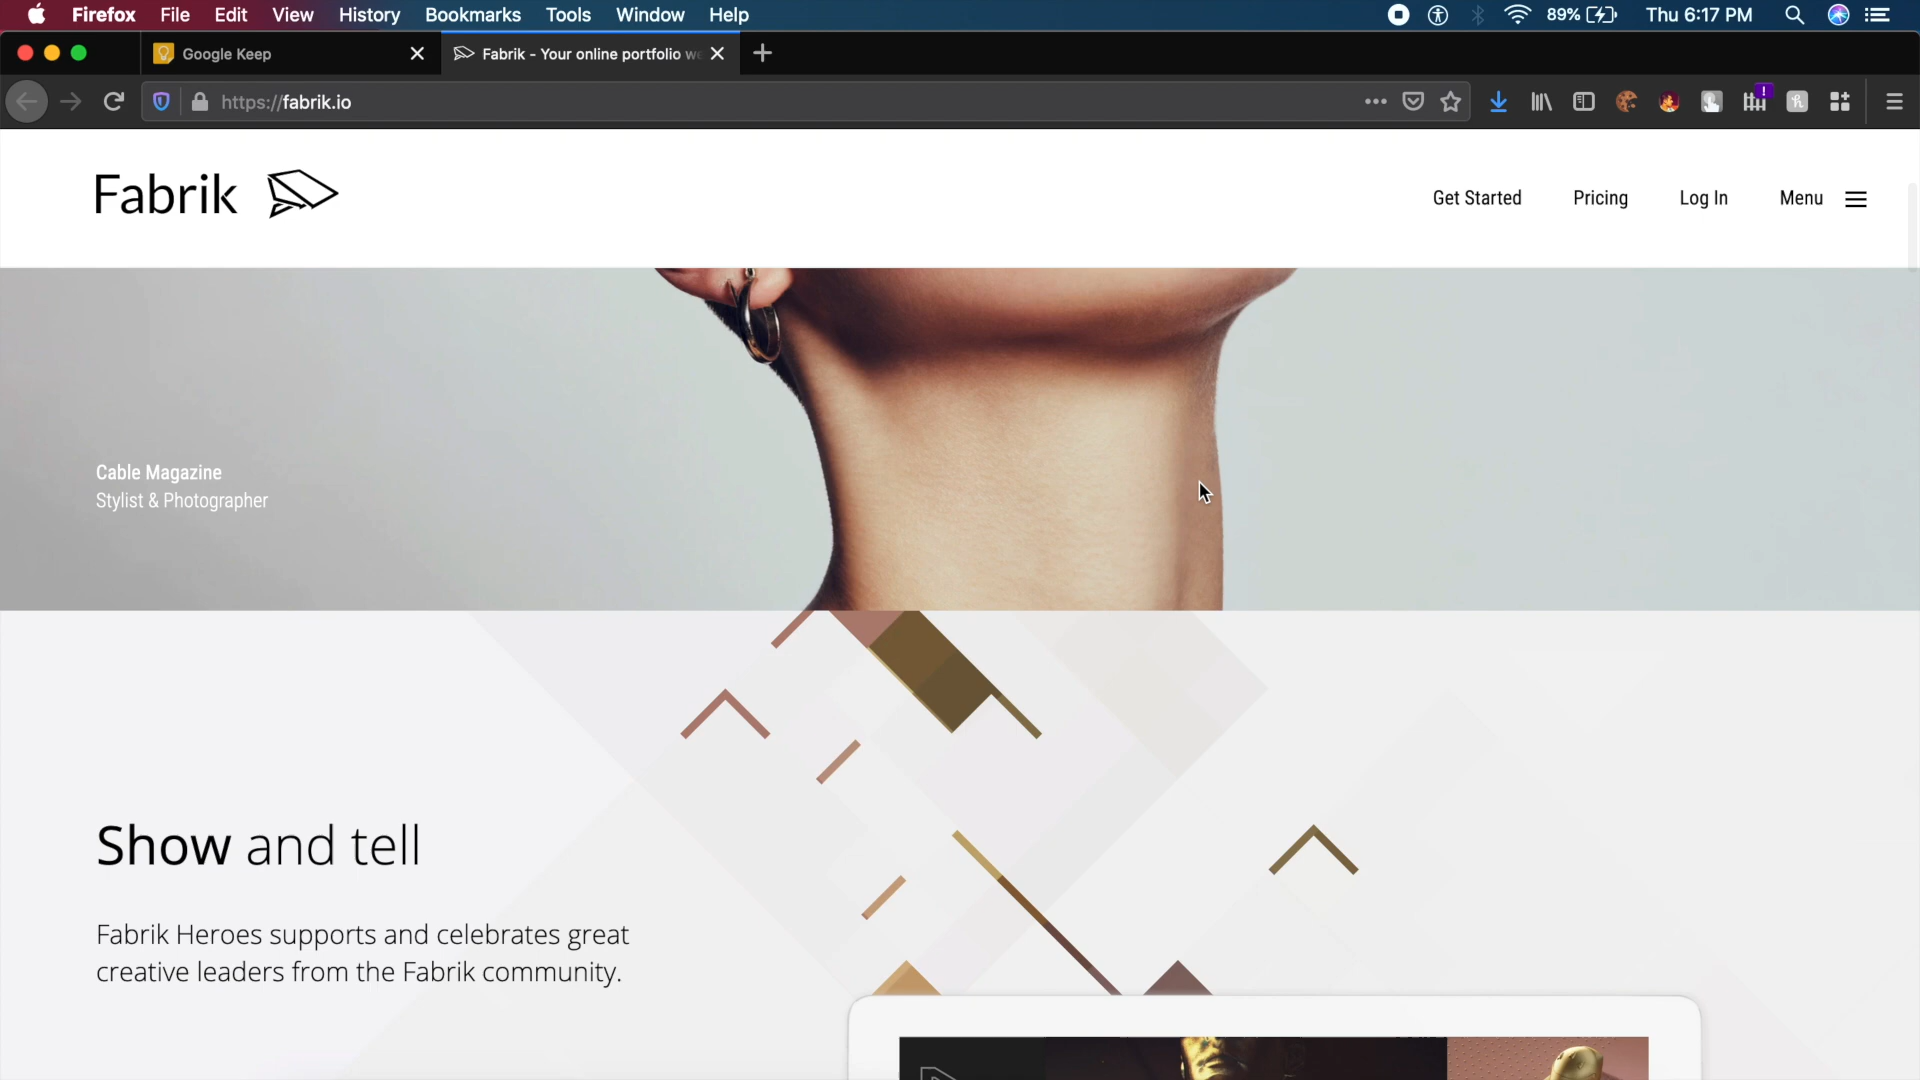 Firefox File Edit View History Bookmarks Tools Window Help 89% Thu 6:17 PM
Google Keep
Fabrik - Your online portfolio we
https://fabrik.io
Fabrik
Get Started Pricing Log In Menu
Cable Magazine
Stylist & Photographer
Show and tell
Fabrik Heroes supports and celebrates great
creative leaders from the Fabrik community.